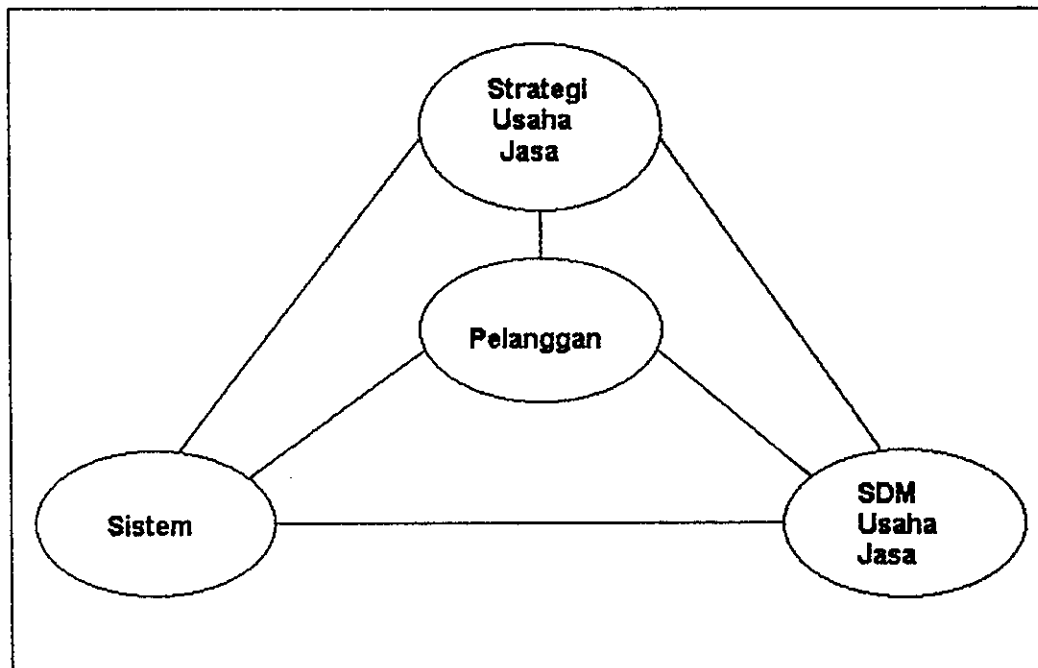 Strategi
Usaha
Jasa
Pelanggan
Sistem
SDM
Usaha
Jasa